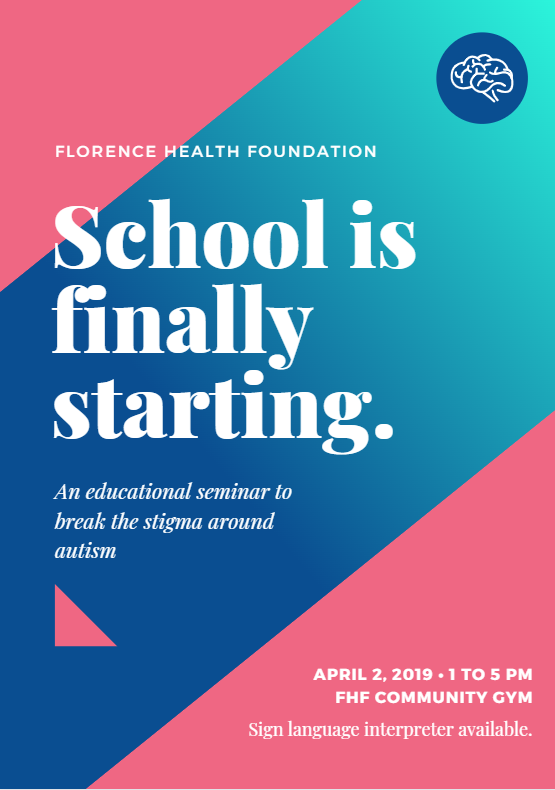 FLORENCE HEALTH FOUNDATION
School is
finally
starting.
An educational seminar to
break the stigma around
autism
APRIL 2, 2019 • 1 TO 5 PM
FHF COMMUNITY GYM
Sign language interpreter available.